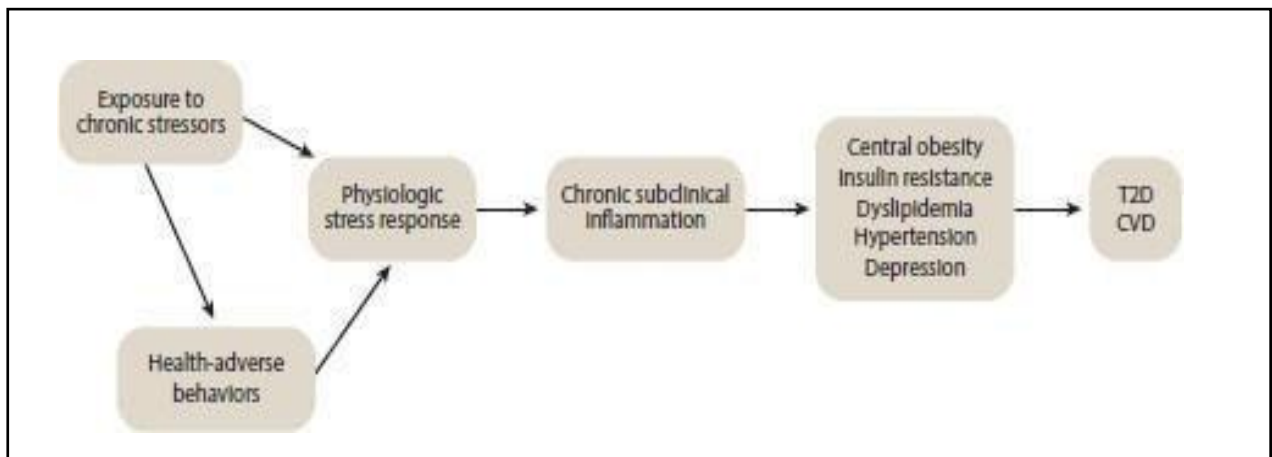 Exposure to
chronic stressors
Physiologic
stress response
Chronic subclinical
inflammation
Central obesity
Insulin resistance
Dyslipidemia
Hypertension
Depression
T2D
CVD
Health-adverse
behaviors